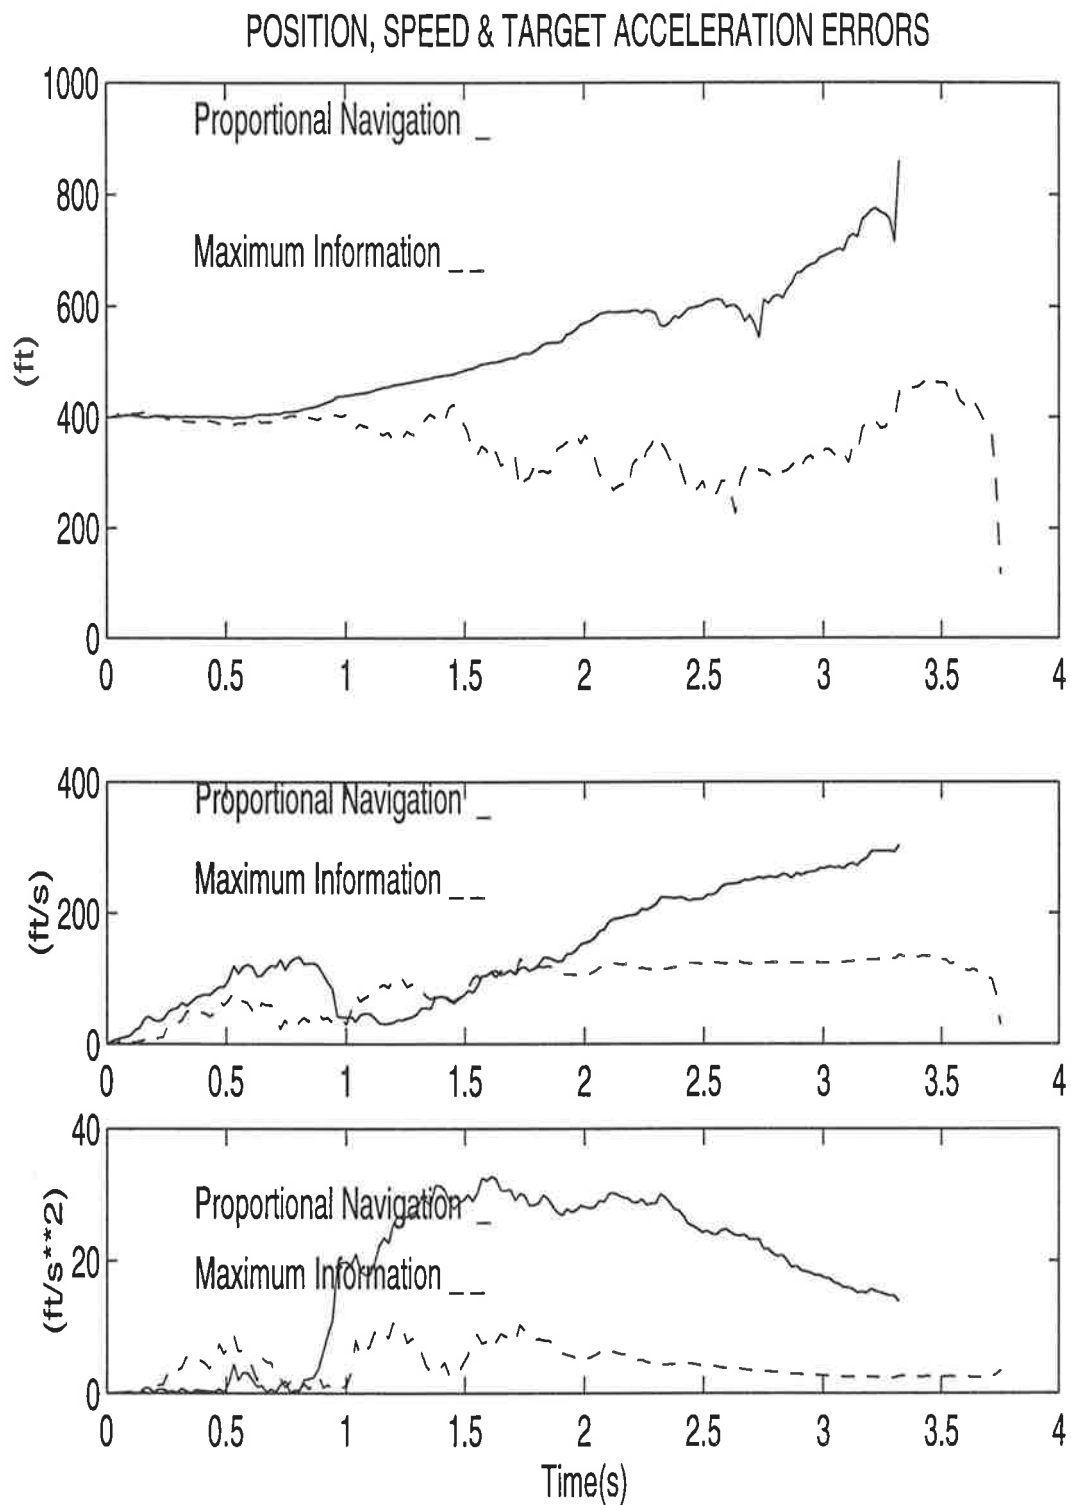 POSITION, SPEED & TARGET ACCELERATION ERRORS
1000
Proportional Navigation _
800
Maximum Information _ _
600
(ft)
400
200
0
0 0.5 1 1.5 2 2.5 3 3.5 4
400
Proportional Navigation _
Maximum Information _ _
(ft/s)
200
0
0 0.5 1 1.5 2 2.5 3 3.5 4
40
Proportional Navigation _
20
Maximum Information _ _
(ft/s**2)
0
0 0.5 1 1.5 2 2.5 3 3.5 4
Time(s)